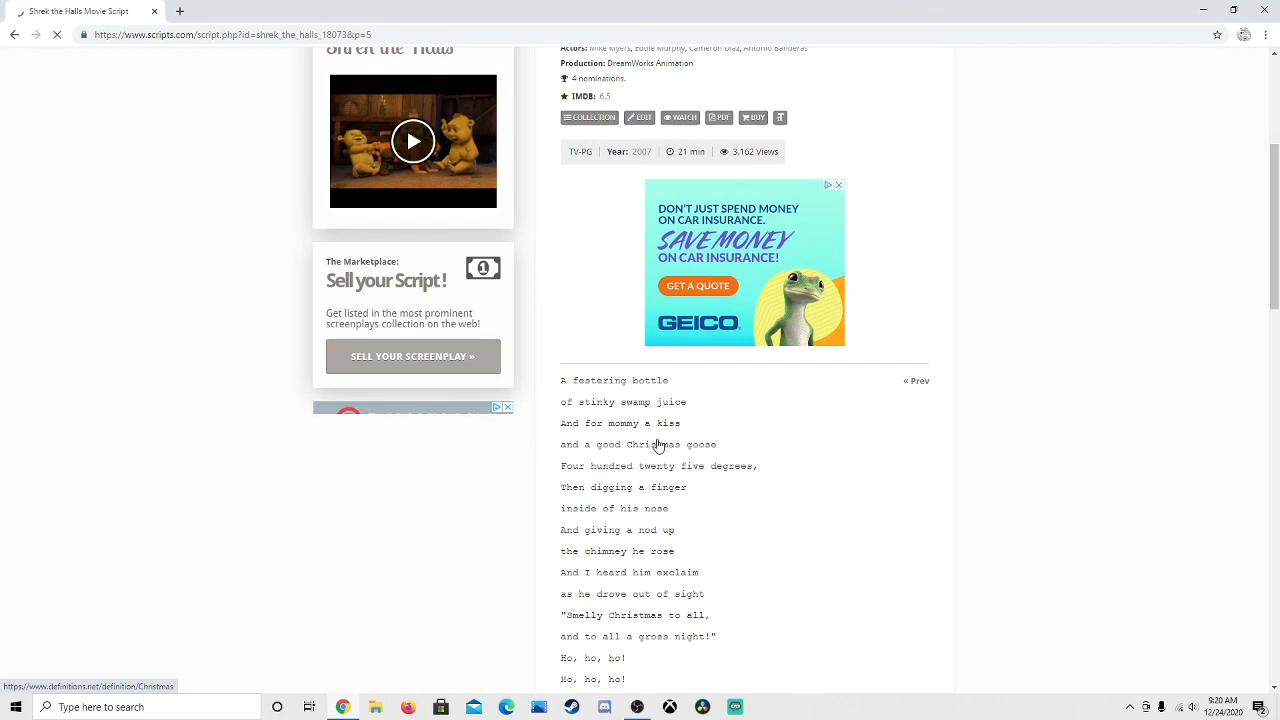 Shrek the Halls Script
https://www.scripts.com/script.php?id=shrek_the_halls_18073&p=5
Shrek the Halls
Actors: Mike Myers, Eddie Murphy, Cameron Diaz, Antonio Banderas
Production: DreamWorks Animation
4 nominations.
IMDB: 6.5
COLLECTION EDIT WATCH PDF BUY
TV-PG Year: 2007 21 min 3,162 Views
DON'T JUST SPEND MONEY
ON CAR INSURANCE.
SAVE MONEY
ON CAR INSURANCE!
GET A QUOTE
GEICO
The Marketplace:
Sell your Script !
Get listed in the most prominent
screenplays collection on the web!
SELL YOUR SCREENPLAY »
« Prev
A festering bottle
of stinky swamp juice
And for mommy a kiss
and a good Christmas goose
Four hundred twenty five degrees,
Then digging a finger
inside of his nose
And giving a nod up
the chimney he rose
And I heard him exclaim
as he drove out of sight
"Smelly Christmas to all,
and to all a gross night!"
Ho, ho, ho!
Ho, ho, ho!
https://www.definitions.net/definition/Christmas
Type here to search
9:20 AM
12/24/2020
2